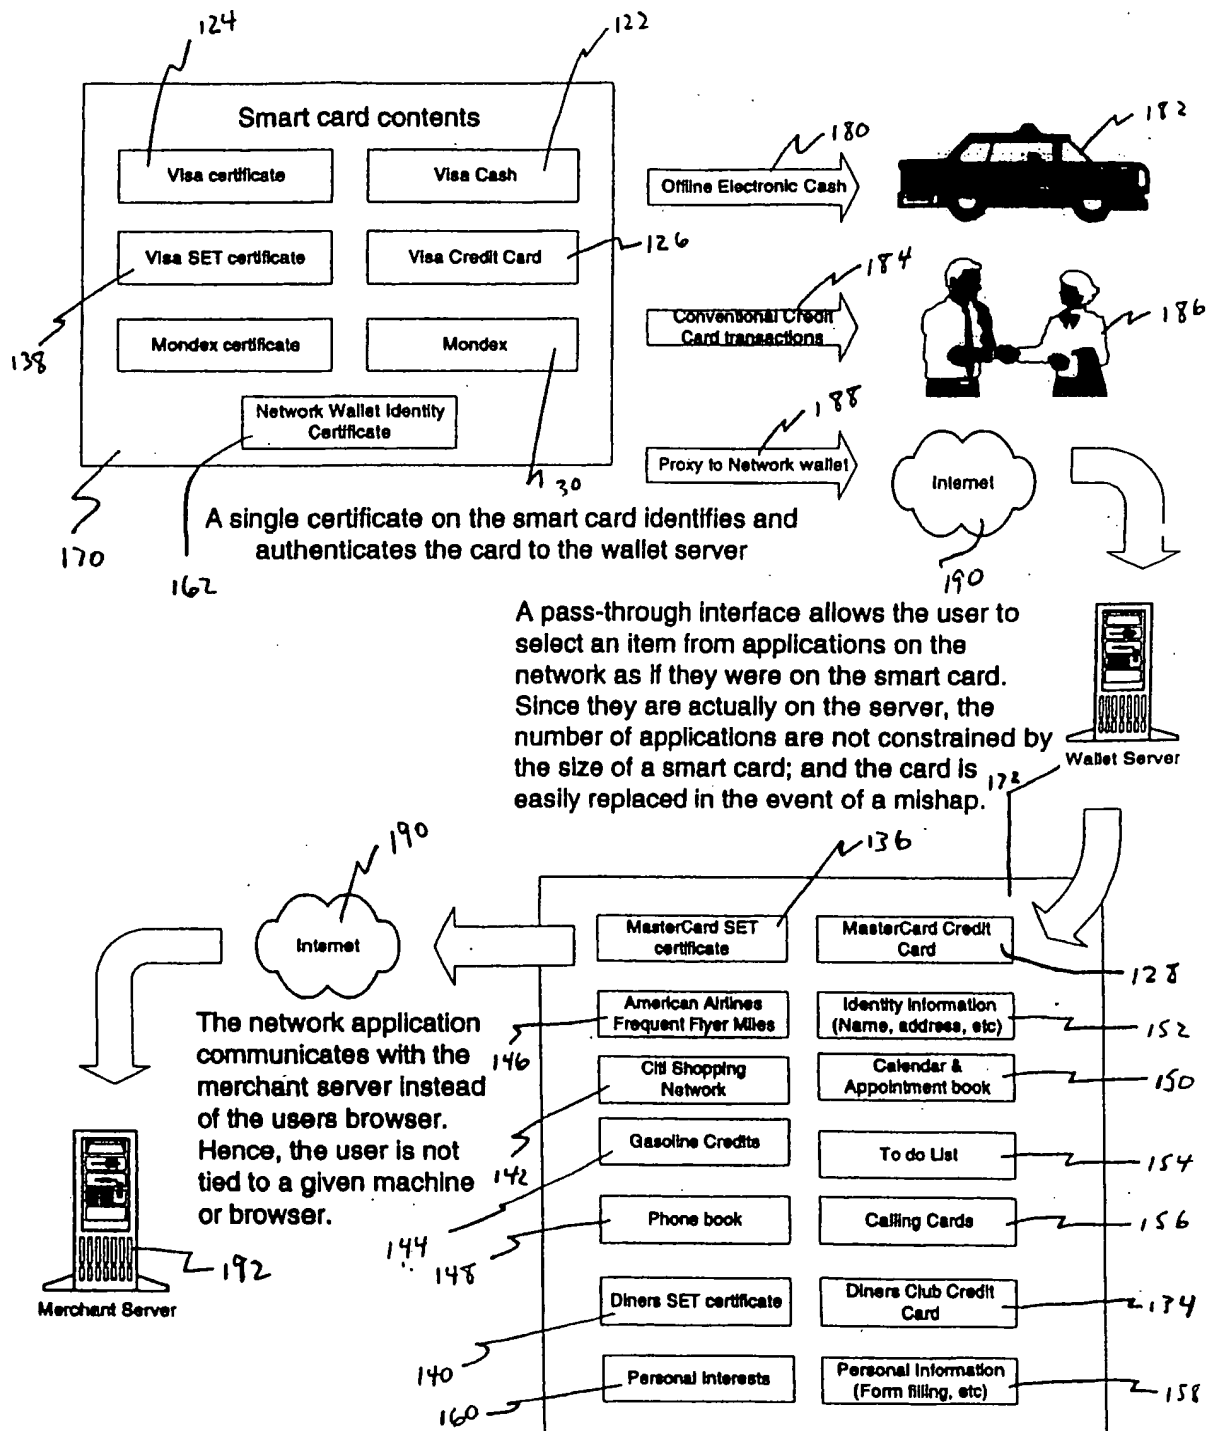 124
122
Smart card contents
Visa certificate
Visa Cash
180
Offline Electronic Cash
182
Visa SET certificate
Visa Credit Card
126
184
Conventional Credit
Card transactions
186
138
Mondex certificate
Mondex
Network Wallet Identity
Certificate
188
Proxy to Network wallet
Internet
30
170
162
190
A single certificate on the smart card identifies and
authenticates the card to the wallet server
A pass-through interface allows the user to
select an item from applications on the
network as if they were on the smart card.
Since they are actually on the server, the
number of applications are not constrained by
the size of a smart card; and the card is
easily replaced in the event of a mishap.
172
Wallet Server
190
136
Internet
MasterCard SET
certificate
MasterCard Credit
Card
128
American Airlines
Frequent Flyer Miles
146
Identity Information
(Name, address, etc)
152
Citi Shopping
Network
142
Calendar &
Appointment book
150
The network application
communicates with the
merchant server instead
of the users browser.
Hence, the user is not
tied to a given machine
or browser.
Gasoline Credits
144
To do List
154
Phone book
148
Calling Cards
156
192
Merchant Server
Diners SET certificate
140
Diners Club Credit
Card
134
Personal Interests
160
Personal Information
(Form filling, etc)
158